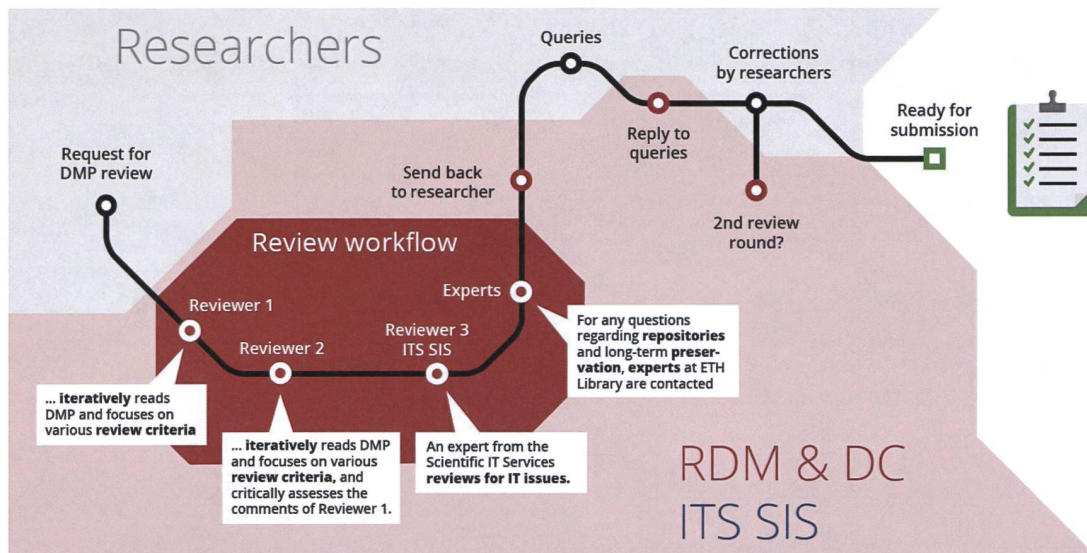 Researchers
Request for
DMP review
Review workflow
Reviewer 1
... iteratively reads
DMP and focuses on
various review criteria
Reviewer 2
... iteratively reads DMP
and focuses on various
review criteria, and
critically assesses the
comments of Reviewer 1.
Reviewer 3
ITS SIS
An expert from the
Scientific IT Services
reviews for IT issues.
Experts
For any questions
regarding repositories
and long-term preser-
vation, experts at ETH
Library are contacted
Send back
to researcher
Queries
Reply to
queries
Corrections
by researchers
2nd review
round?
Ready for
submission
RDM & DC
ITS SIS